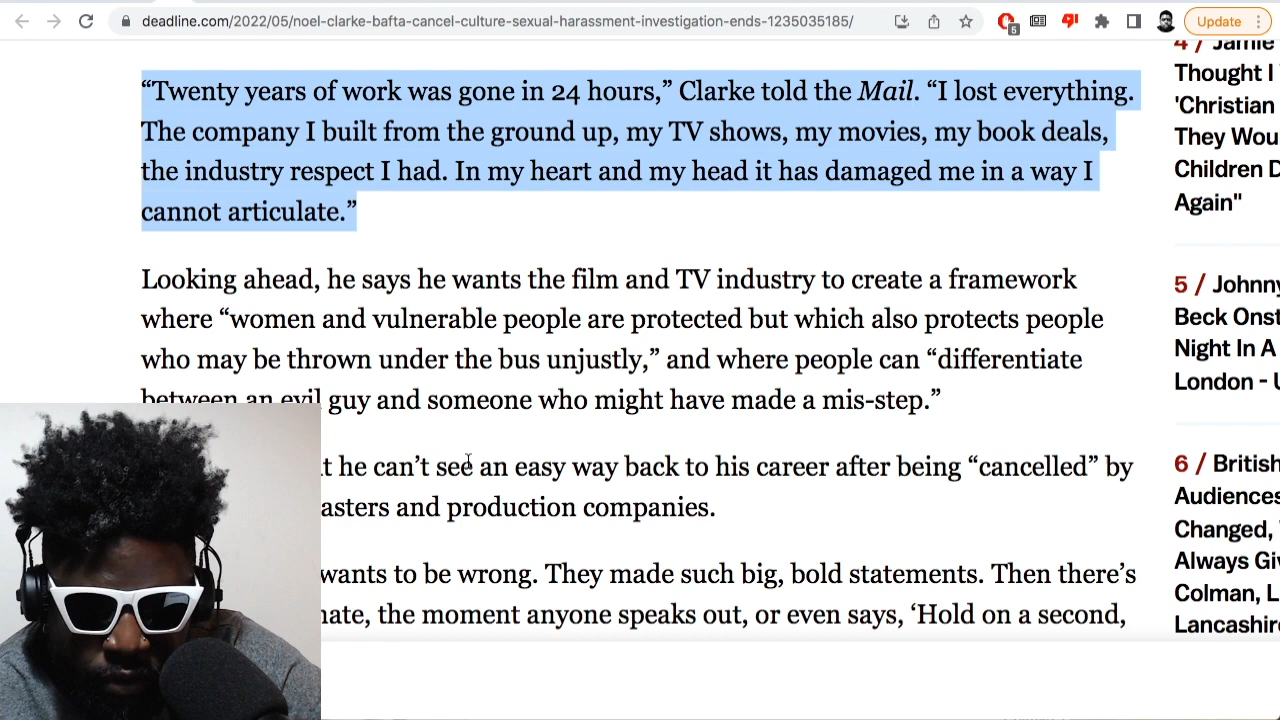 deadline.com/2022/05/noel-clarke-bafta-cancel-culture-sexual-harassment-investigation-ends-1235035185/
5
Update
“Twenty years of work was gone in 24 hours,” Clarke told the Mail. “I lost everything.
The company I built from the ground up, my TV shows, my movies, my book deals,
the industry respect I had. In my heart and my head it has damaged me in a way I
cannot articulate.”
Looking ahead, he says he wants the film and TV industry to create a framework
where “women and vulnerable people are protected but which also protects people
who may be thrown under the bus unjustly,” and where people can “differentiate
between an evil guy and someone who might have made a mis-step.”
he can’t see an easy way back to his career after being “cancelled” by
and production companies.
wants to be wrong. They made such big, bold statements. Then there’s
the moment anyone speaks out, or even says, ‘Hold on a second,
4 / Jamie
Thought I
'Christian
They Wou
Children D
Again"
5 / Johnny
Beck Onst
Night In A
London - U
6 / British
Audiences
Changed,
Always Giv
Colman, L
Lancashire